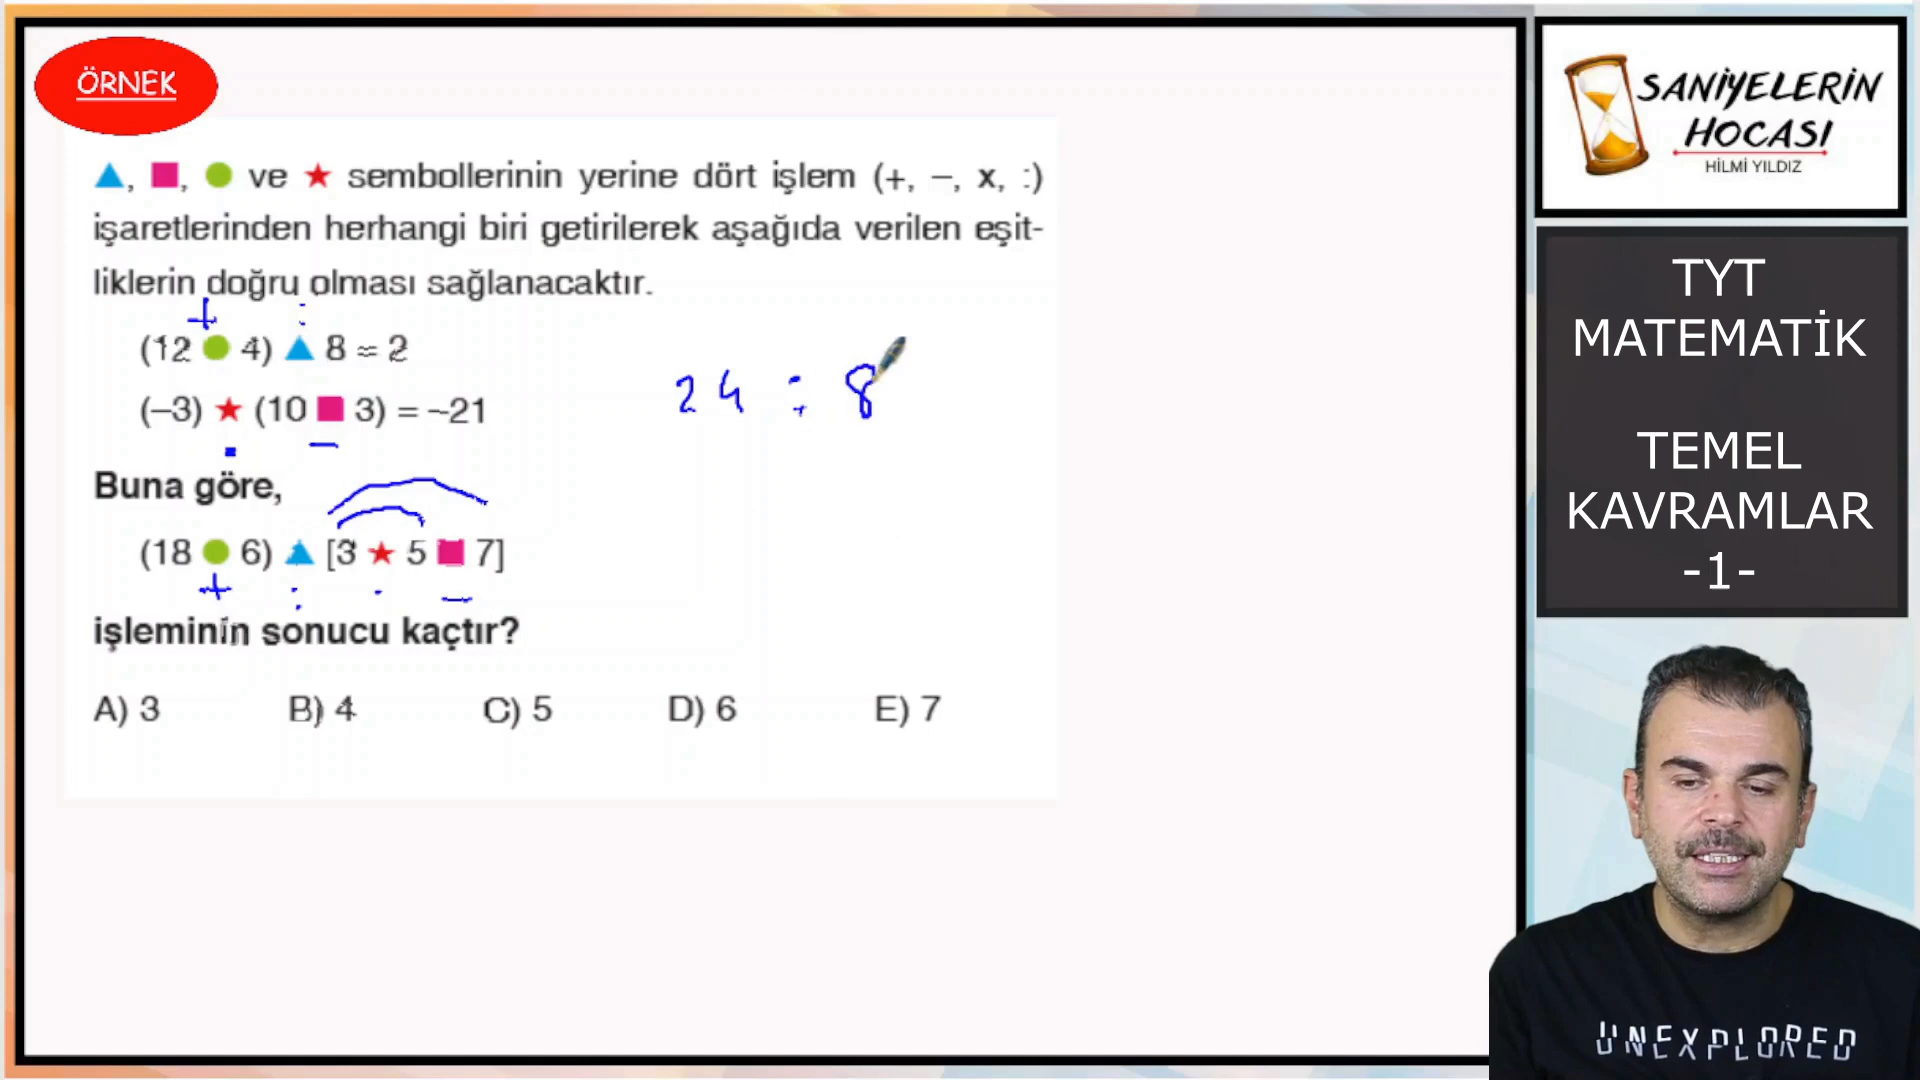 ÖRNEK
▲, ■, ● ve ★ sembollerinin yerine dört işlem (+, –, x, :)
işaretlerinden herhangi biri getirilerek aşağıda verilen eşit-
liklerin doğru olması sağlanacaktır.
+ :
(12 ● 4) ▲ 8 = 2
(–3) ★ (10 ■ 3) = –21
. –
Buna göre,
(18 ● 6) ▲ [3 ★ 5 ■ 7]
+ : . –
işleminin sonucu kaçtır?
A) 3 B) 4 C) 5 D) 6 E) 7
24 : 8
SANİYELERİN
HOCASI
HİLMİ YILDIZ
TYT
MATEMATİK
TEMEL
KAVRAMLAR
-1-
UNEXPLORED